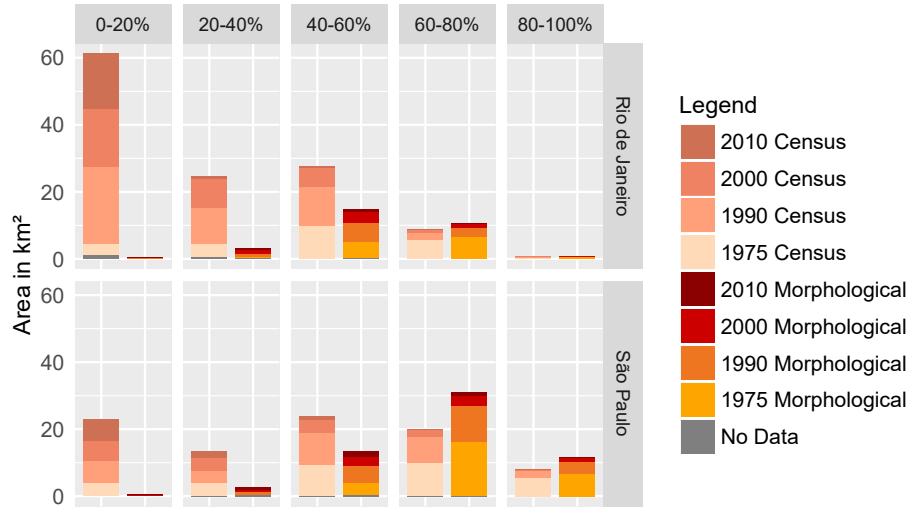 0-20%
20-40%
40-60%
60-80%
80-100%
Area in km²
60
40
20
0
Rio de Janeiro
60
40
20
0
São Paulo
Legend
2010 Census
2000 Census
1990 Census
1975 Census
2010 Morphological
2000 Morphological
1990 Morphological
1975 Morphological
No Data